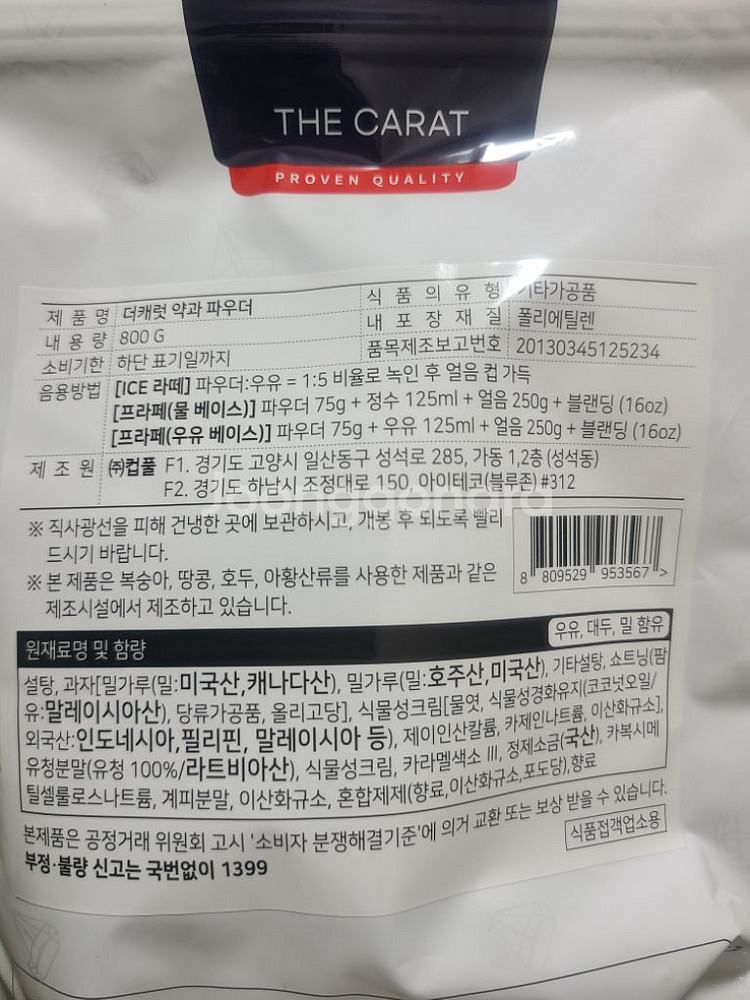 THE CARAT
PROVEN QUALITY
제 품 명 더캐럿 약과 파우더
식 품 의 유 형 기타가공품
내 용 량 800 G
내 포 장 재 질 폴리에틸렌
소비기한 하단 표기일까지
품목제조보고번호 20130345125234
음용방법 [ICE 라떼] 파우더:우유 = 1:5 비율로 녹인 후 얼음 컵 가득
[프라페(물 베이스)] 파우더 75g + 정수 125ml + 얼음 250g + 블랜딩 (16oz)
[프라페(우유 베이스)] 파우더 75g + 우유 125ml + 얼음 250g + 블랜딩 (16oz)
제 조 원 ㈜컵풀 F1. 경기도 고양시 일산동구 성석로 285, 가동 1,2층 (성석동)
F2. 경기도 하남시 조정대로 150, 아이테코(블루존) #312
joongonara
※ 직사광선을 피해 건냉한 곳에 보관하시고, 개봉 후 되도록 빨리
드시기 바랍니다.
※ 본 제품은 복숭아, 땅콩, 호두, 아황산류를 사용한 제품과 같은
제조시설에서 제조하고 있습니다.
8 809529 953567 >
원재료명 및 함량
우유, 대두, 밀 함유
설탕, 과자[밀가루(밀:미국산,캐나다산), 밀가루(밀:호주산,미국산), 기타설탕, 쇼트닝(팜
유:말레이시아산), 당류가공품, 올리고당], 식물성크림[물엿, 식물성경화유지(코코넛오일/
외국산:인도네시아,필리핀, 말레이시아 등), 제이인산칼륨, 카제인나트륨, 이산화규소],
유청분말(유청 100%/라트비아산), 식물성크림, 카라멜색소 III, 정제소금(국산), 카복시메
틸셀룰로스나트륨, 계피분말, 이산화규소, 혼합제제(향료,이산화규소,포도당),향료
본제품은 공정거래 위원회 고시 '소비자 분쟁해결기준'에 의거 교환 또는 보상 받을 수 있습니다.
부정·불량 신고는 국번없이 1399
식품접객업소용